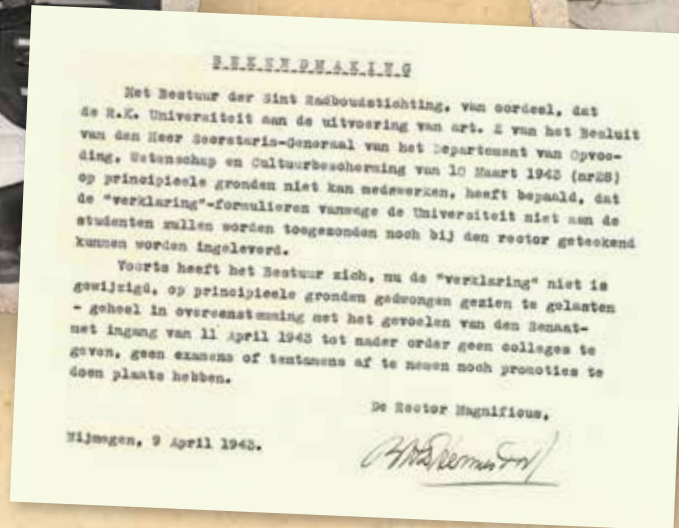 BEKENDMAKING
Het Bestuur der Sint Radboudstichting, van oordeel, dat
de R.K. Universiteit aan de uitvoering van art. 2 van het Besluit
van den Heer Secretaris-Generaal van het Departement van Opvoe-
ding, Wetenschap en Cultuurbescherming van 10 Maart 1943 (nr28)
op principieele gronden niet kan medewerken, heeft bepaald, dat
de "verklaring"-formulieren vanwege de Universiteit niet aan de
studenten zullen worden toegezonden noch bij den rector geteekend
kunnen worden ingeleverd.
Voorts heeft het Bestuur zich, nu de "verklaring" niet is
gewijzigd, op principieele gronden gedwongen gezien te gelasten
- geheel in overeenstemming met het gevoelen van den Senaat-
met ingang van 11 April 1943 tot nader order geen colleges te
geven, geen examens of tentamens af te nemen noch promoties te
doen plaats hebben.
De Rector Magnificus,
Nijmegen, 9 April 1943.